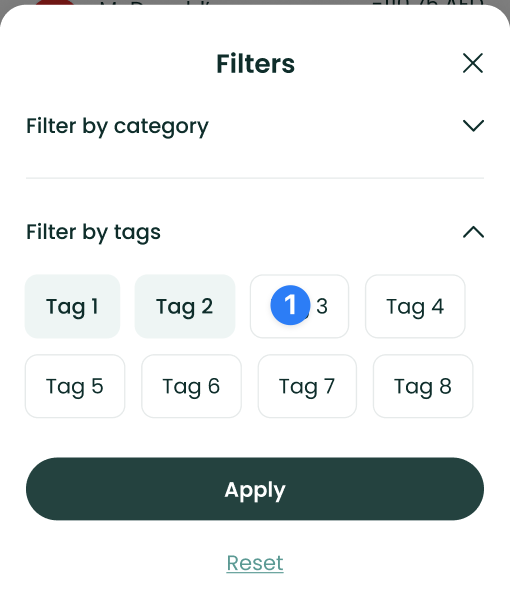 Filters
Filter by category
Filter by tags
Tag 1 Tag 2 1 3 Tag 4
Tag 5 Tag 6 Tag 7 Tag 8
Apply
Reset